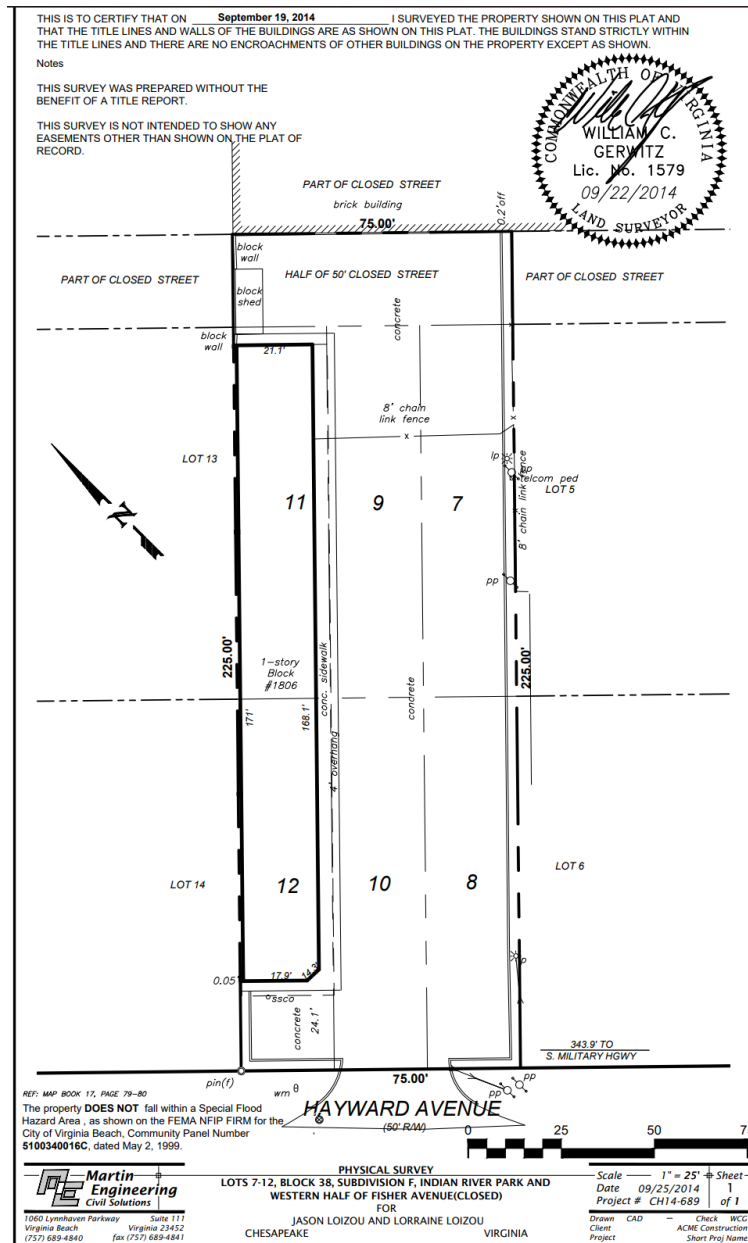 THIS IS TO CERTIFY THAT ON September 19, 2014 I SURVEYED THE PROPERTY SHOWN ON THIS PLAT AND
THAT THE TITLE LINES AND WALLS OF THE BUILDINGS ARE AS SHOWN ON THIS PLAT. THE BUILDINGS STAND STRICTLY WITHIN
THE TITLE LINES AND THERE ARE NO ENCROACHMENTS OF OTHER BUILDINGS ON THE PROPERTY EXCEPT AS SHOWN.
Notes
THIS SURVEY WAS PREPARED WITHOUT THE
BENEFIT OF A TITLE REPORT.
THIS SURVEY IS NOT INTENDED TO SHOW ANY
EASEMENTS OTHER THAN SHOWN ON THE PLAT OF
RECORD.
COMMONWEALTH OF VIRGINIA
WILLIAM C.
GERWITZ
Lic. No. 1579
09/22/2014
LAND SURVEYOR
PART OF CLOSED STREET
brick building
75.00'
0.2'off
block
wall
PART OF CLOSED STREET
HALF OF 50' CLOSED STREET
PART OF CLOSED STREET
block
shed
concrete
block
wall
21.1'
8' chain
link fence
x
x
LOT 13
lp
pp
telcom ped
LOT 5
8' chain link fence
11
9
7
N
pp
225.00'
1-story
Block
#1806
conc. sidewalk
225.00'
171'
168.1'
concrete
4' overhang
LOT 14
12
10
8
LOT 6
0.05'
17.9'
14.3'
ssco
concrete
24.1'
343.9' TO
S. MILITARY HGWY
pin(f)
75.00'
wm
pp
pp
HAYWARD AVENUE
(50' R/W)
REF: MAP BOOK 17, PAGE 79-80
The property DOES NOT fall within a Special Flood
Hazard Area , as shown on the FEMA NFIP FIRM for the
City of Virginia Beach, Community Panel Number
5100340016C, dated May 2, 1999.
0 25 50
Martin
Engineering
Civil Solutions
1060 Lynnhaven Parkway Suite 111
Virginia Beach Virginia 23452
(757) 689-4840 fax (757) 689-4841
PHYSICAL SURVEY
LOTS 7-12, BLOCK 38, SUBDIVISION F, INDIAN RIVER PARK AND
WESTERN HALF OF FISHER AVENUE(CLOSED)
FOR
JASON LOIZOU AND LORRAINE LOIZOU
CHESAPEAKE VIRGINIA
Scale 1" = 25' Sheet
Date 09/25/2014 1
Project # CH14-689 of 1
Drawn CAD Check WCG
Client ACME Construction
Project Short Proj Name